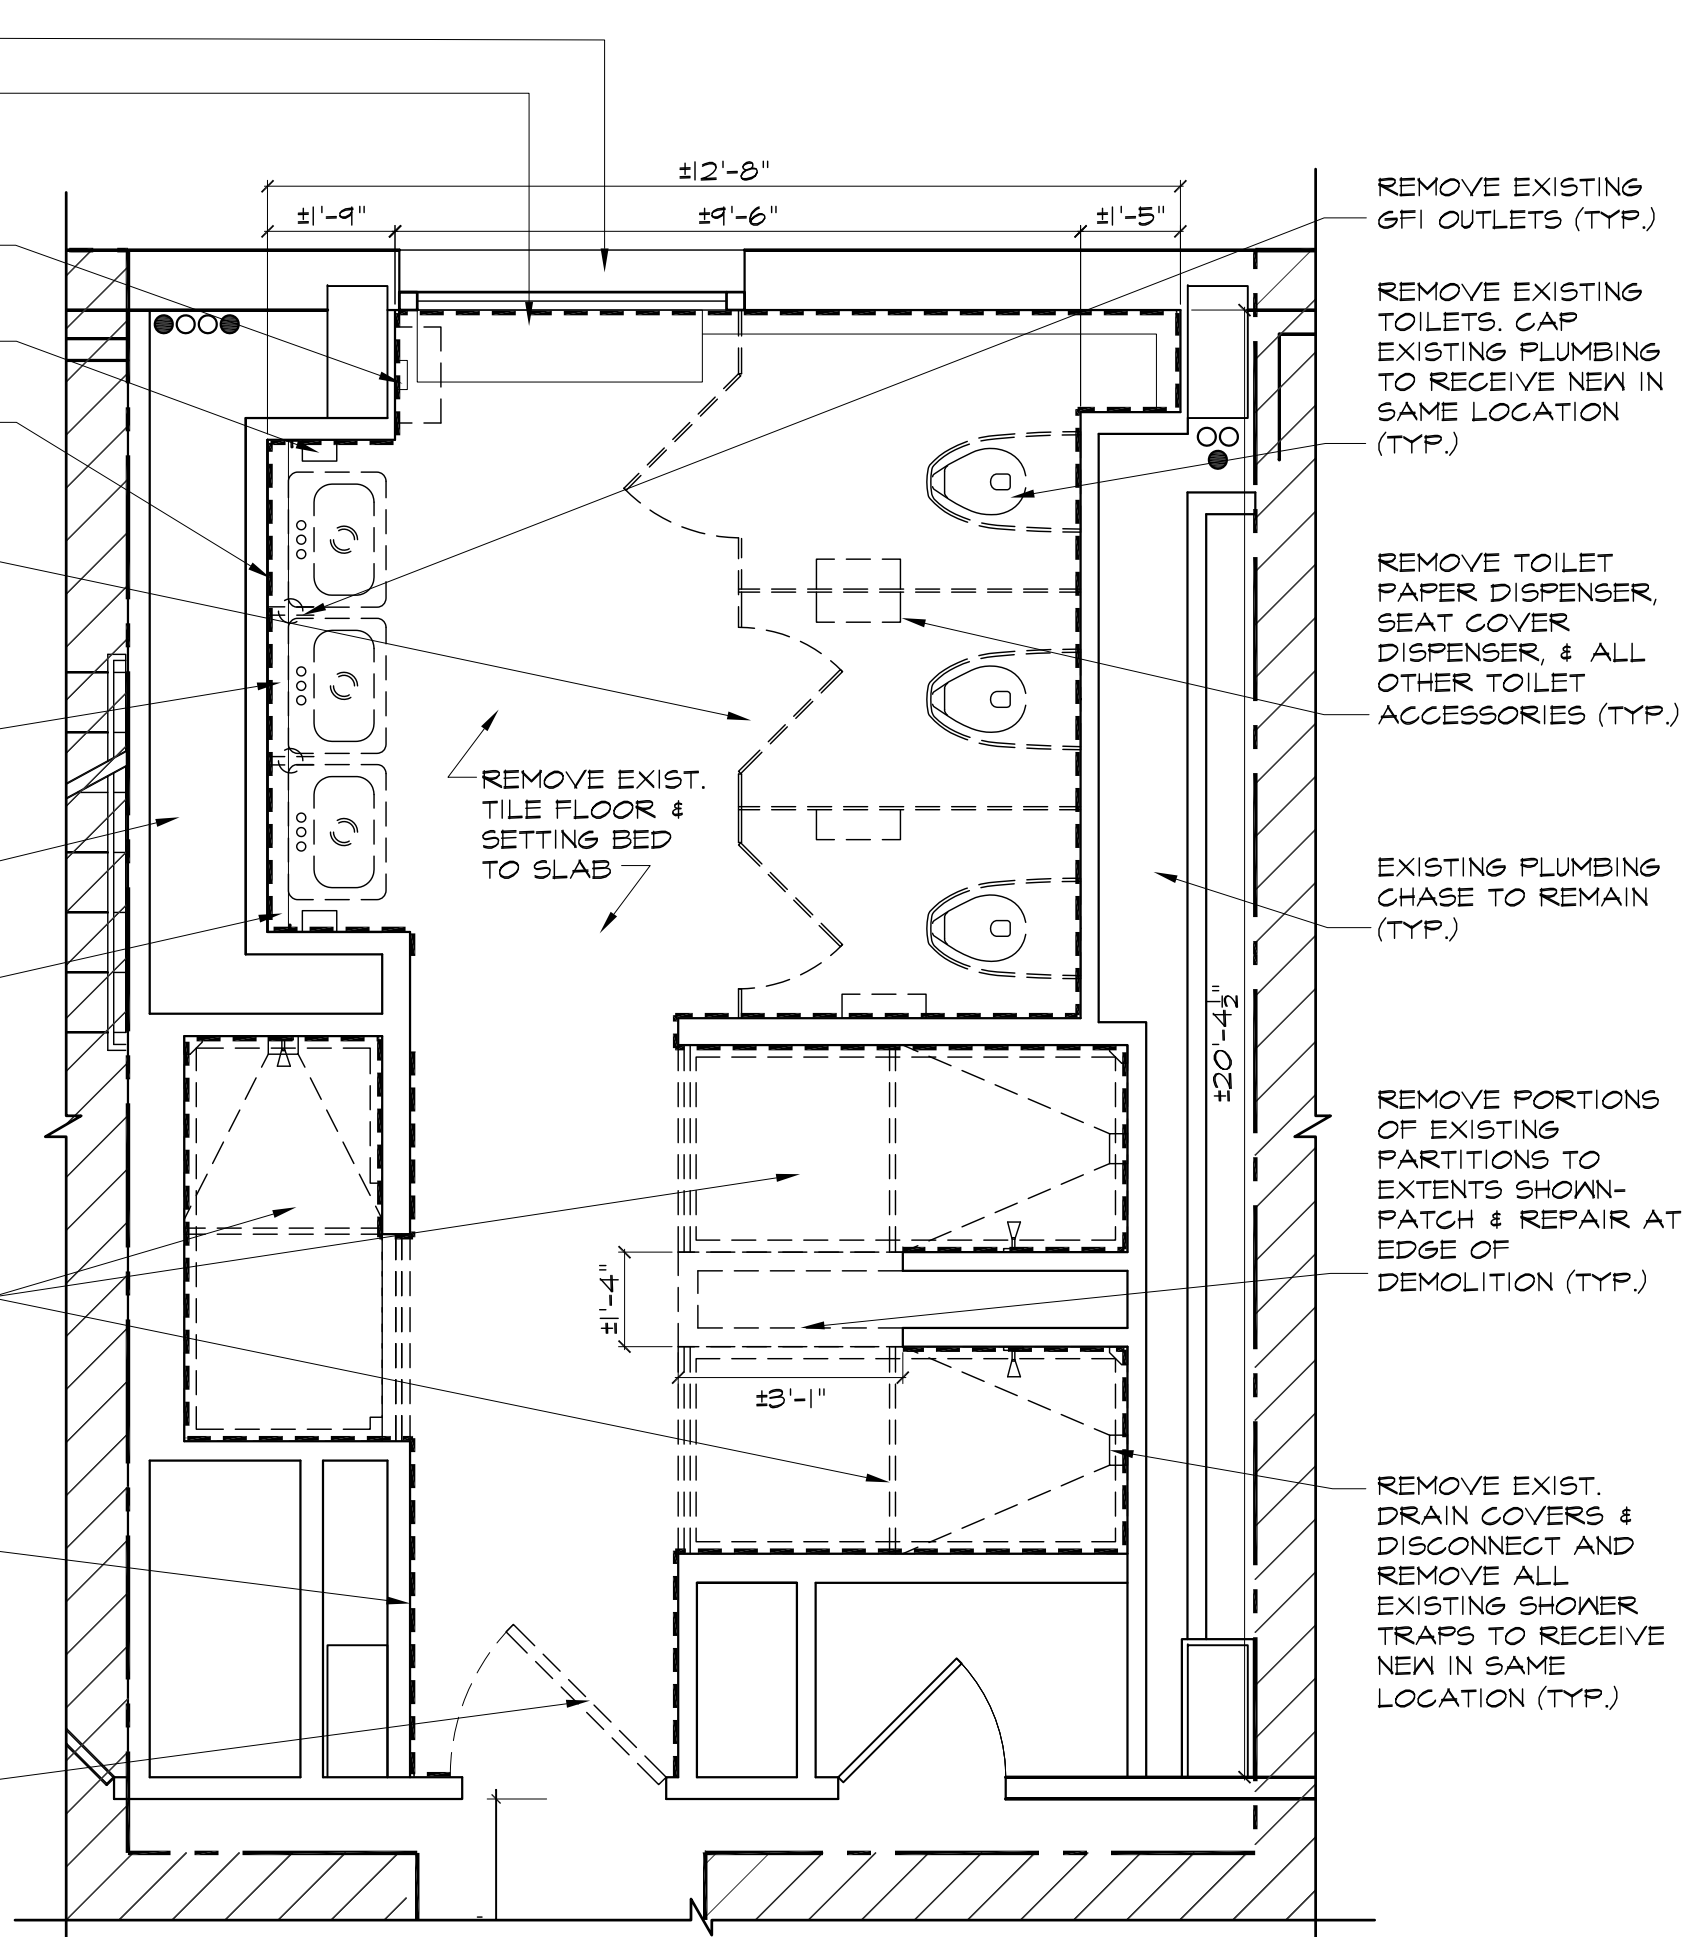 ±12'-8"
±1'-9"
±9'-6"
±1'-5"
REMOVE EXISTING
GFI OUTLETS (TYP.)
REMOVE EXISTING
TOILETS. CAP
EXISTING PLUMBING
TO RECEIVE NEW IN
SAME LOCATION
(TYP.)
REMOVE TOILET
PAPER DISPENSER,
SEAT COVER
DISPENSER, & ALL
OTHER TOILET
ACCESSORIES (TYP.)
REMOVE EXIST.
TILE FLOOR &
SETTING BED
TO SLAB
EXISTING PLUMBING
CHASE TO REMAIN
(TYP.)
±20'-4½"
REMOVE PORTIONS
OF EXISTING
PARTITIONS TO
EXTENTS SHOWN-
PATCH & REPAIR AT
EDGE OF
DEMOLITION (TYP.)
±1'-4"
±3'-1"
REMOVE EXIST.
DRAIN COVERS &
DISCONNECT AND
REMOVE ALL
EXISTING SHOWER
TRAPS TO RECEIVE
NEW IN SAME
LOCATION (TYP.)